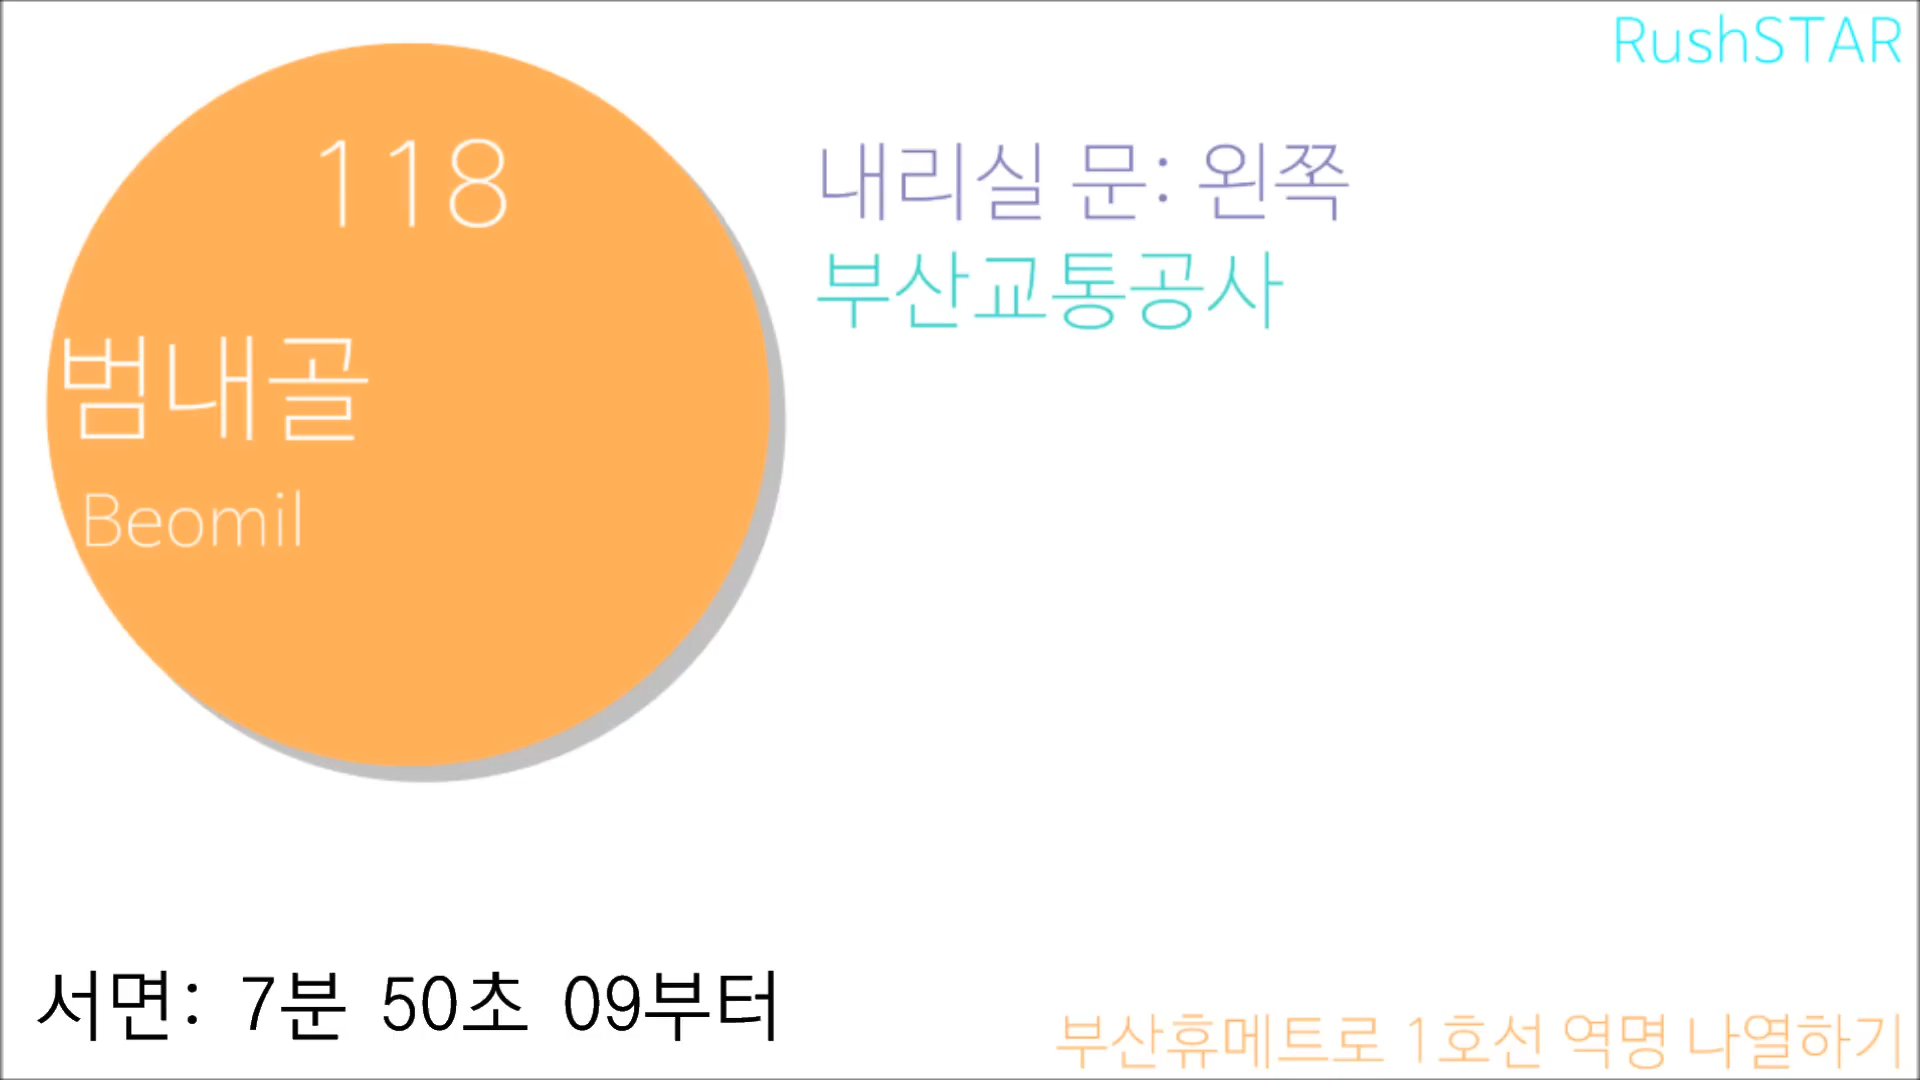 RushSTAR
118
범내골
Beomil
내리실 문: 왼쪽
부산교통공사
서면: 7분 50초 09부터
부산휴메트로 1호선 역명 나열하기